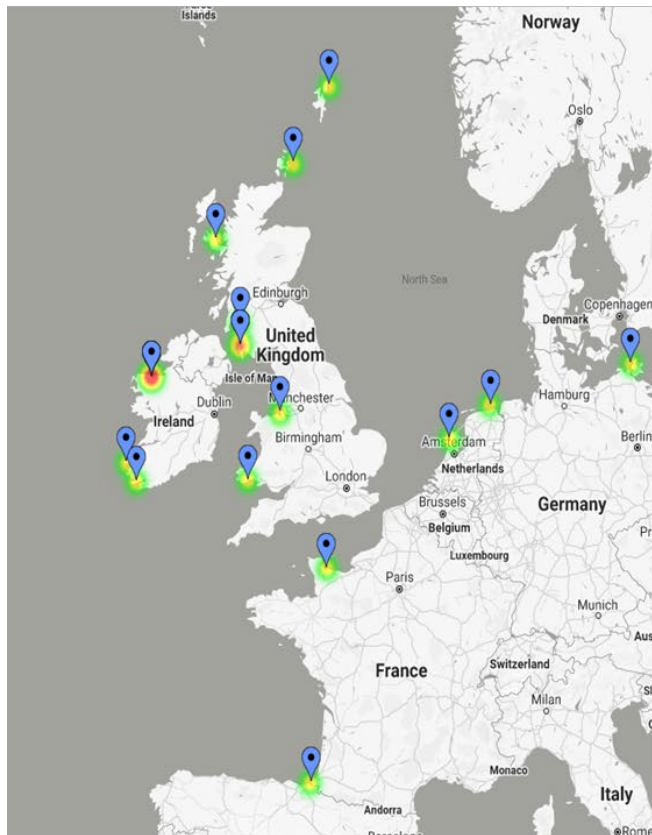 Islands
Norway
Oslo
North Sea
Edinburgh
Copenhagen
Denmark
United
Kingdom
Isle of Man
Hamburg
Dublin
Manchester
Ireland
Berlin
Birmingham
Amsterdam
Netherlands
London
Brussels
Germany
Belgium
Luxembourg
Paris
Munich
Switzerland
France
Milan
Monaco
Italy
Andorra
Rome